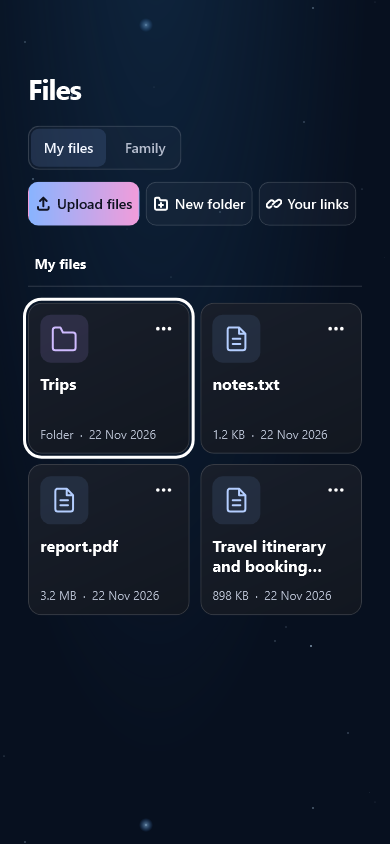 Files
My files
Family
Upload files
New folder
Your links
My files
Trips
Folder · 22 Nov 2026
notes.txt
1.2 KB · 22 Nov 2026
report.pdf
3.2 MB · 22 Nov 2026
Travel itinerary
and booking...
898 KB · 22 Nov 2026